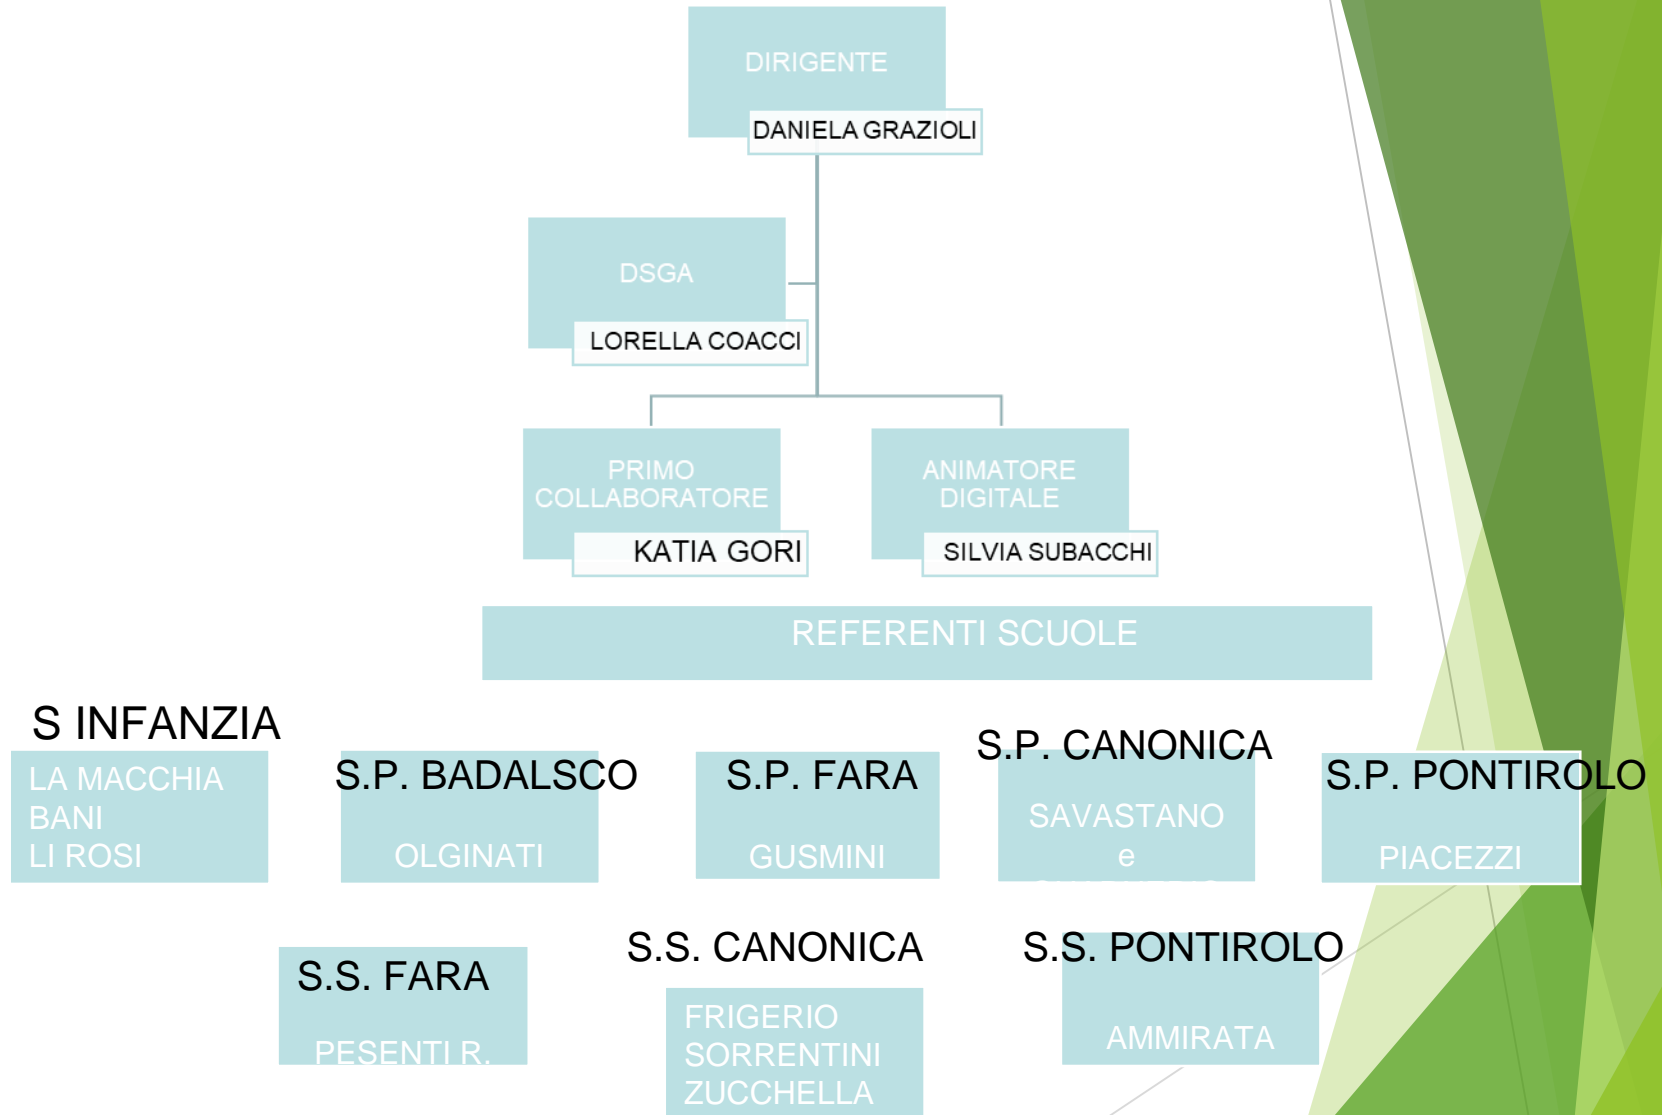 DIRIGENTE
DANIELA GRAZIOLI
DSGA
LORELLA COACCI
PRIMO
COLLABORATORE
KATIA GORI
ANIMATORE
DIGITALE
SILVIA SUBACCHI
REFERENTI SCUOLE
S INFANZIA
LA MACCHIA
BANI
LI ROSI
S.P. BADALSCO
OLGINATI
S.P. FARA
GUSMINI
S.P. CANONICA
SAVASTANO
e
S.P. PONTIROLO
PIACEZZI
S.S. FARA
PESENTI R.
S.S. CANONICA
FRIGERIO
SORRENTINI
ZUCCHELLA
S.S. PONTIROLO
AMMIRATA